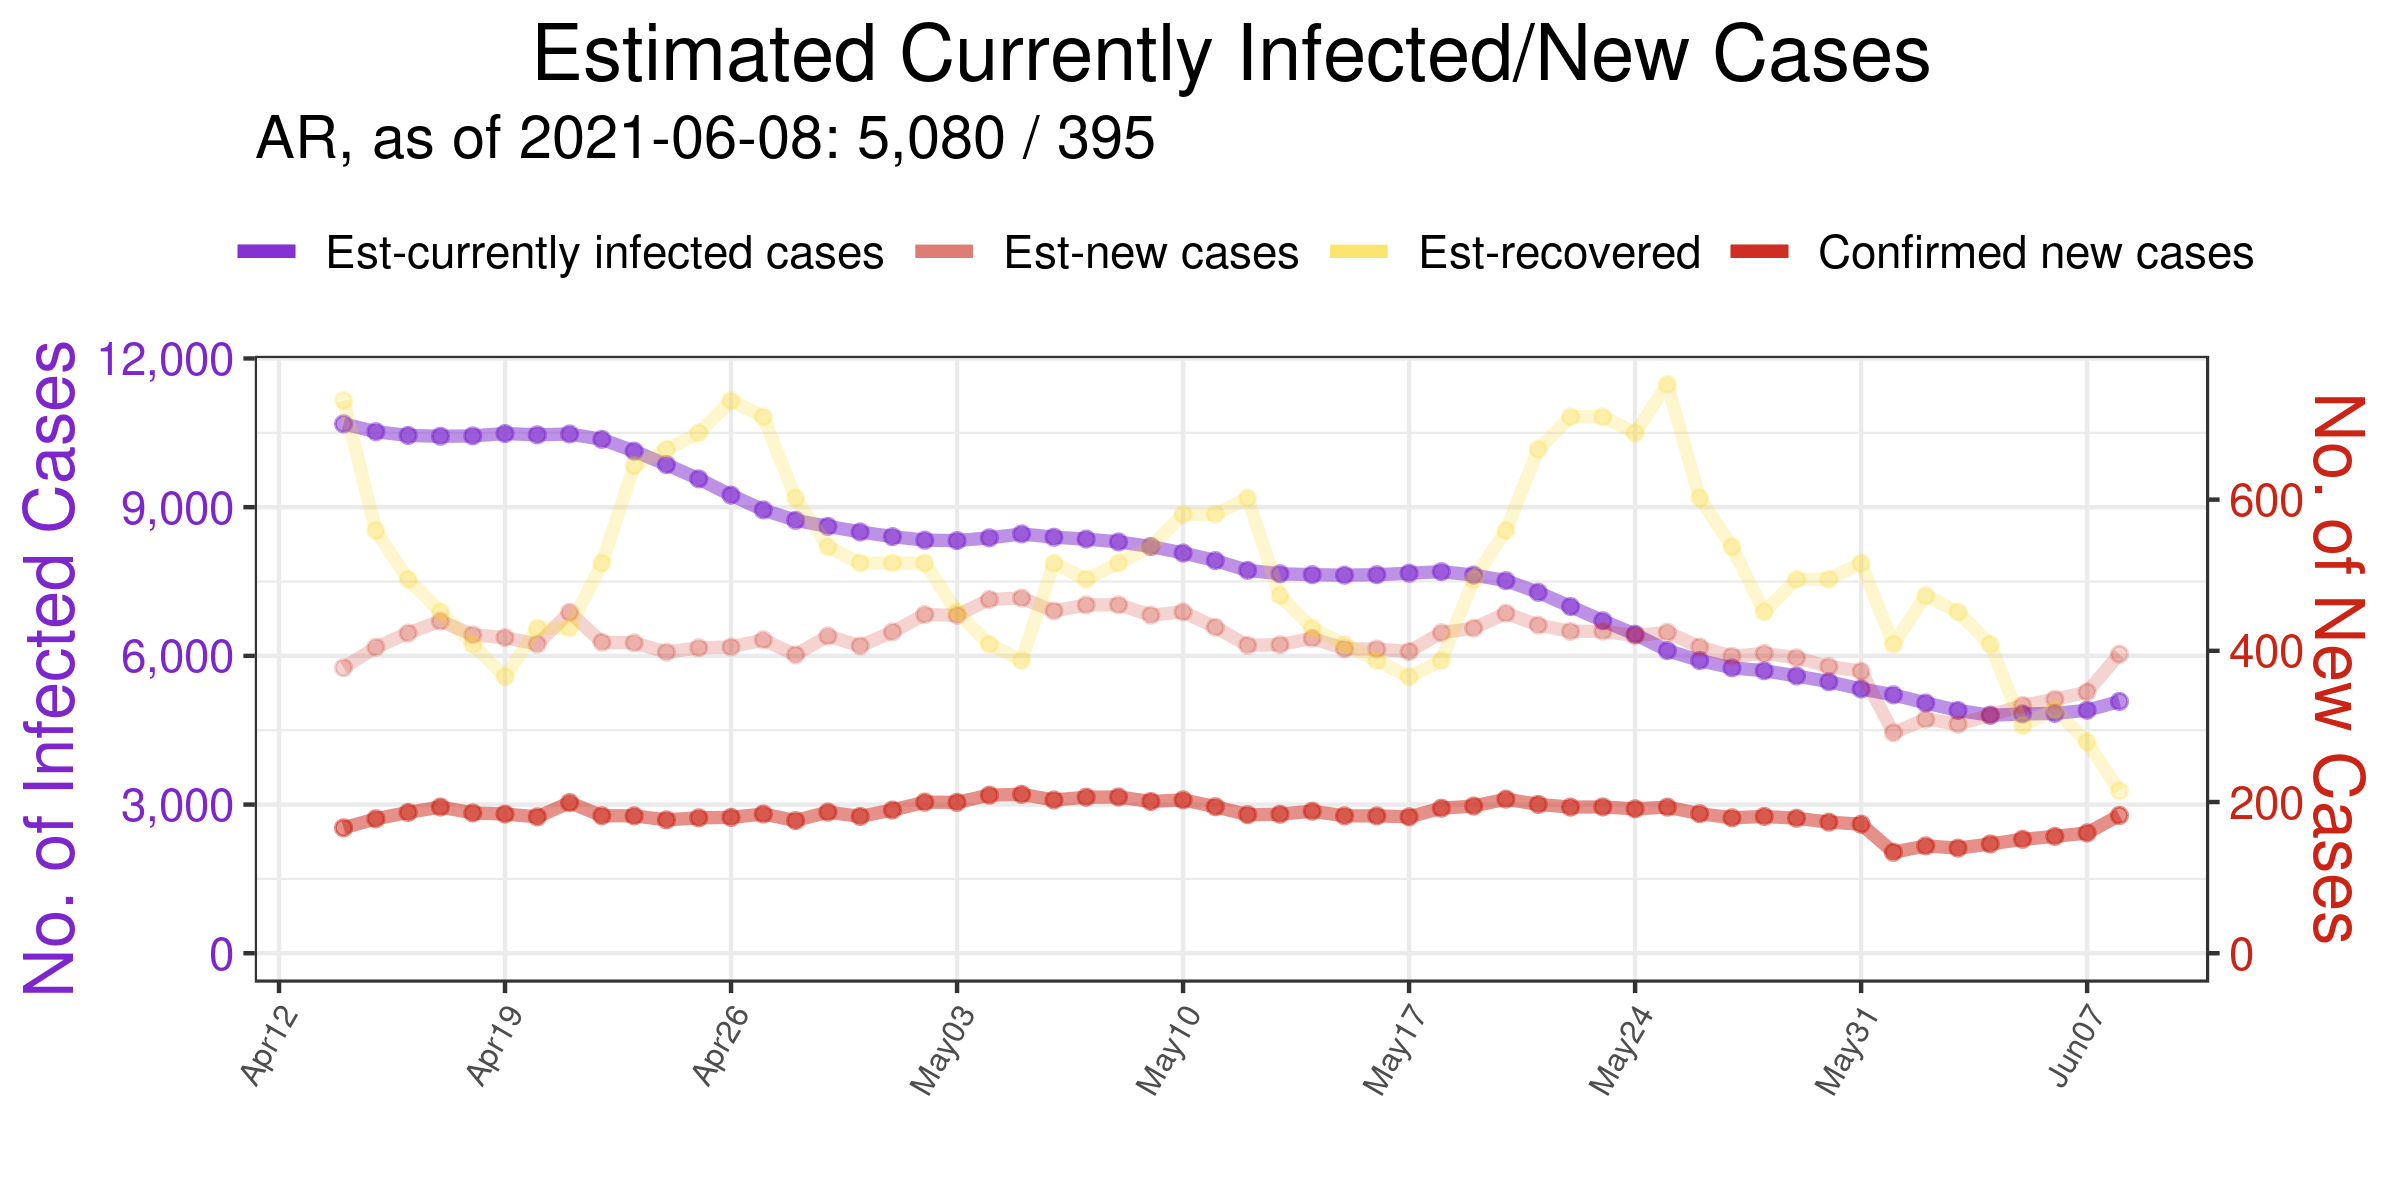 Estimated Currently Infected/New Cases
AR, as of 2021-06-08: 5,080 / 395
Est-currently infected cases
Est-new cases
Est-recovered
Confirmed new cases
No. of Infected Cases
12,000
9,000
6,000
3,000
0
No. of New Cases
600
400
200
0
Apr12
Apr19
Apr26
May03
May10
May17
May24
May31
Jun07